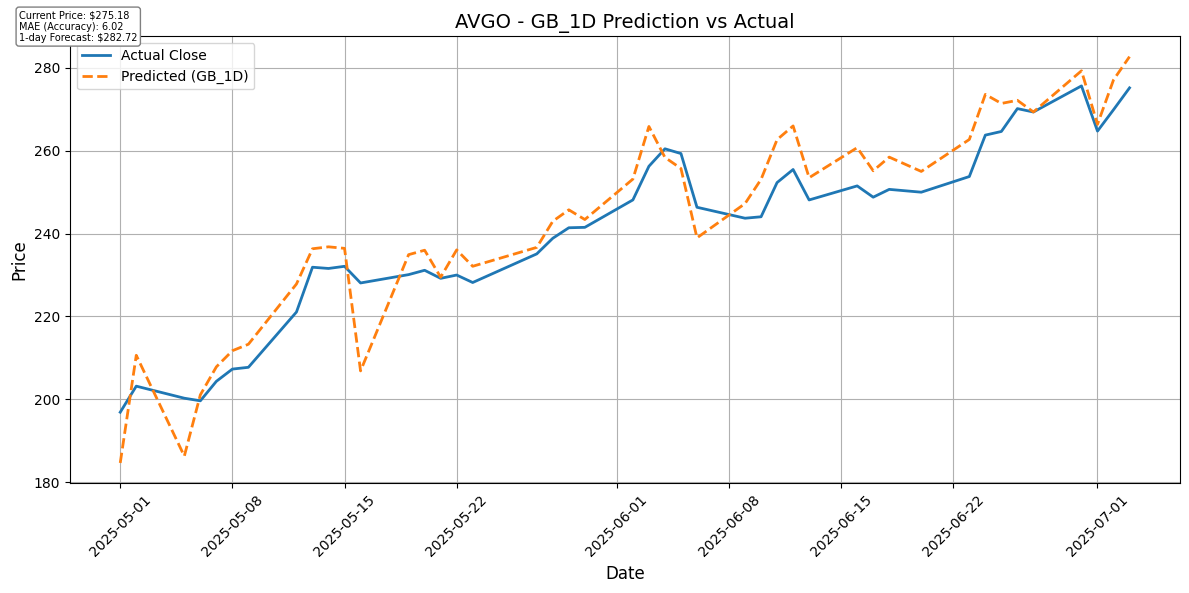 AVGO - GB_1D Prediction vs Actual
Current Price: $275.18
MAE (Accuracy): 6.02
1-day Forecast: $282.72
Actual Close
Predicted (GB_1D)
Price
280
260
240
220
200
180
2025-05-01
2025-05-08
2025-05-15
2025-05-22
2025-06-01
2025-06-08
2025-06-15
2025-06-22
2025-07-01
Date